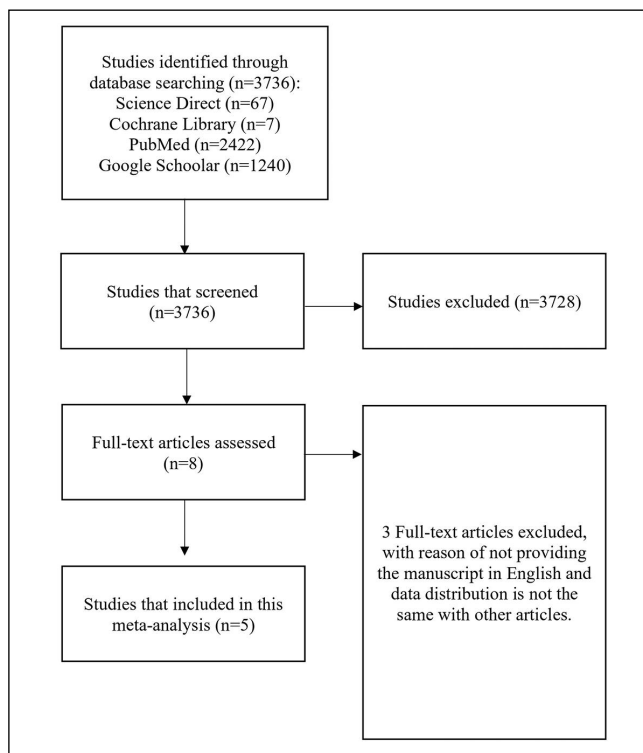 Studies identified through
database searching (n=3736):
Science Direct (n=67)
Cochrane Library (n=7)
PubMed (n=2422)
Google Schoolar (n=1240)
Studies that screened
(n=3736)
Studies excluded (n=3728)
Full-text articles assessed
(n=8)
3 Full-text articles excluded,
with reason of not providing
the manuscript in English and
data distribution is not the
same with other articles.
Studies that included in this
meta-analysis (n=5)